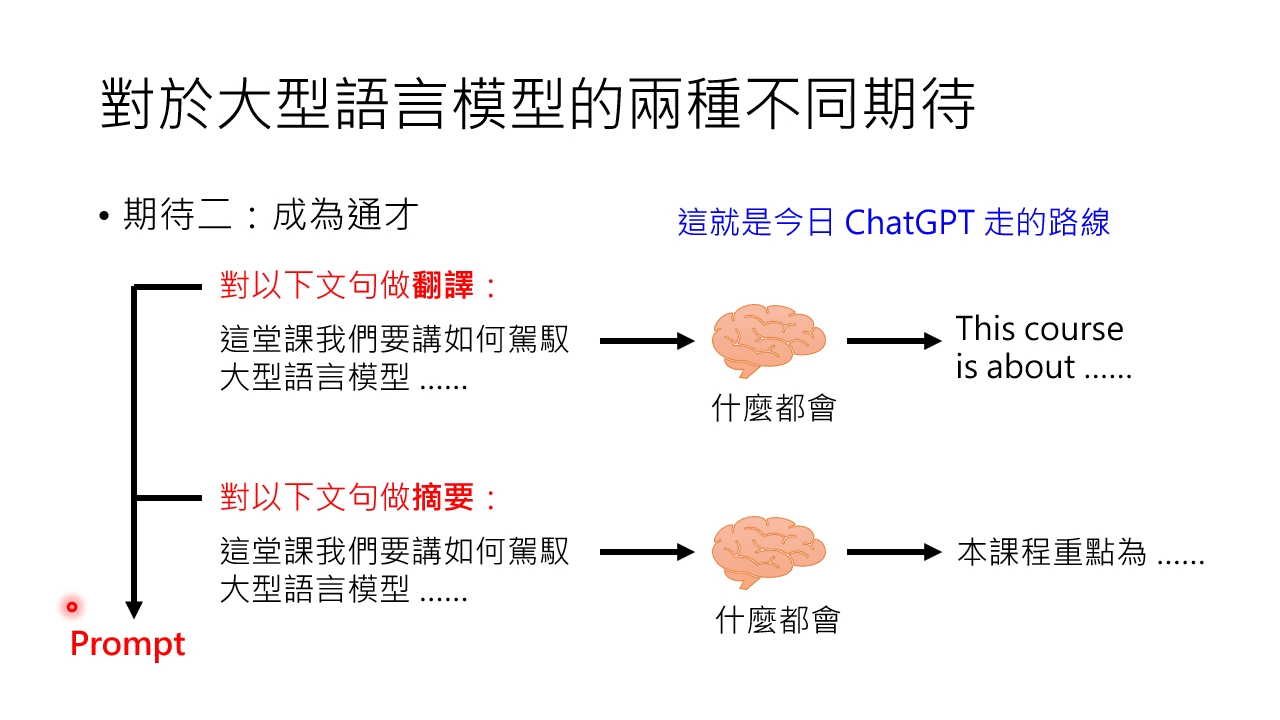 對於大型語言模型的兩種不同期待
• 期待二：成為通才
這就是今日 ChatGPT 走的路線
對以下文句做翻譯：
這堂課我們要講如何駕馭
大型語言模型 ……
什麼都會
This course
is about ……
對以下文句做摘要：
這堂課我們要講如何駕馭
大型語言模型 ……
什麼都會
本課程重點為 ……
Prompt